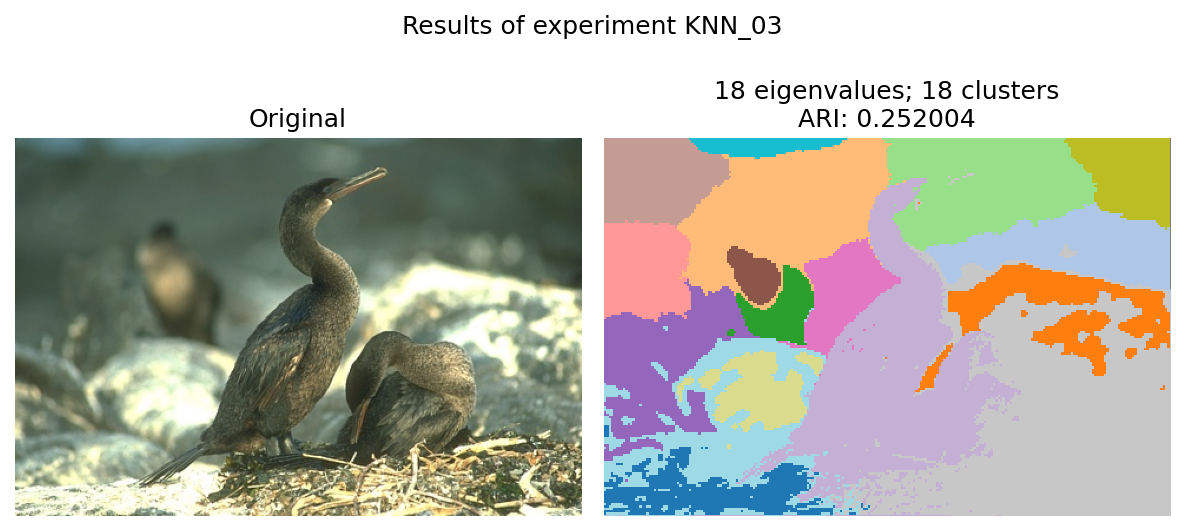 Results of experiment KNN_03
Original
18 eigenvalues; 18 clusters
ARI: 0.252004